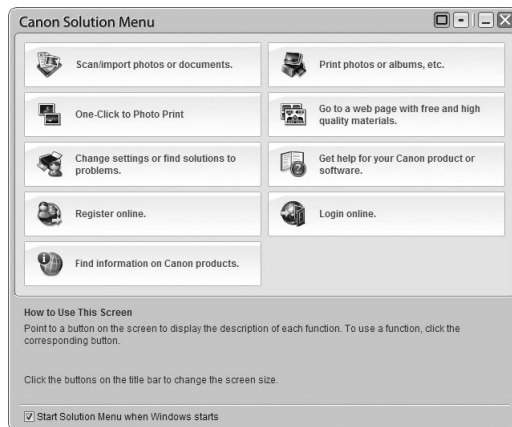 Canon Solution Menu
Scan/import photos or documents.
Print photos or albums, etc.
One-Click to Photo Print
Go to a web page with free and high
quality materials.
Change settings or find solutions to
problems.
Get help for your Canon product or
software.
Register online.
Login online.
Find information on Canon products.
How to Use This Screen
Point to a button on the screen to display the description of each function. To use a function, click the
corresponding button.
Click the buttons on the title bar to change the screen size.
Start Solution Menu when Windows starts